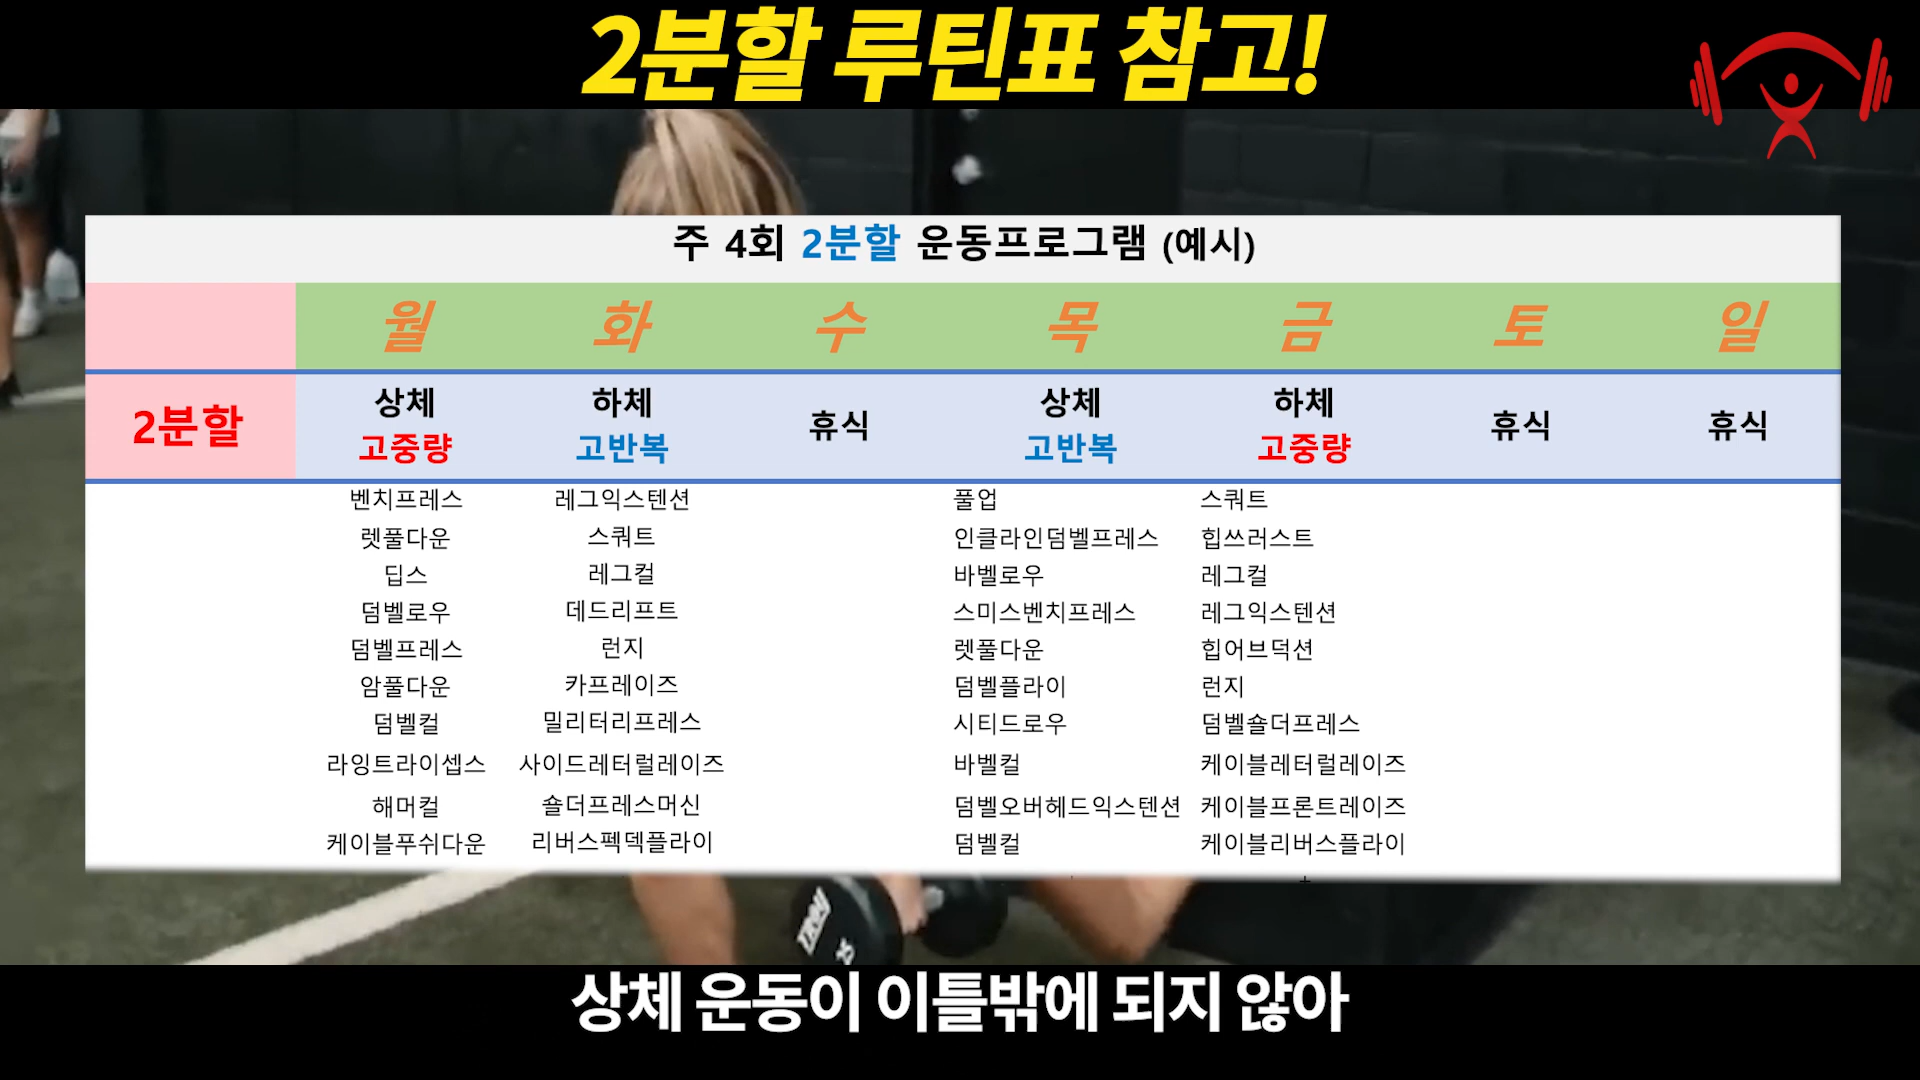 2분할 루틴표 참고!
주 4회 2분할 운동프로그램 (예시)
월 화 수 목 금 토 일
2분할
상체 고중량
하체 고반복
휴식
상체 고반복
하체 고중량
휴식
휴식
벤치프레스 레그익스텐션 풀업 스쿼트
렛풀다운 스쿼트 인클라인덤벨프레스 힙쓰러스트
딥스 레그컬 바벨로우 레그컬
덤벨로우 데드리프트 스미스벤치프레스 레그익스텐션
덤벨프레스 런지 렛풀다운 힙어브덕션
암풀다운 카프레이즈 덤벨플라이 런지
덤벨컬 밀리터리프레스 시티드로우 덤벨숄더프레스
라잉트라이셉스 사이드레터럴레이즈 바벨컬 케이블레터럴레이즈
해머컬 숄더프레스머신 덤벨오버헤드익스텐션 케이블프론트레이즈
케이블푸쉬다운 리버스펙덱플라이 덤벨컬 케이블리버스플라이
TROY
상체 운동이 이틀밖에 되지 않아